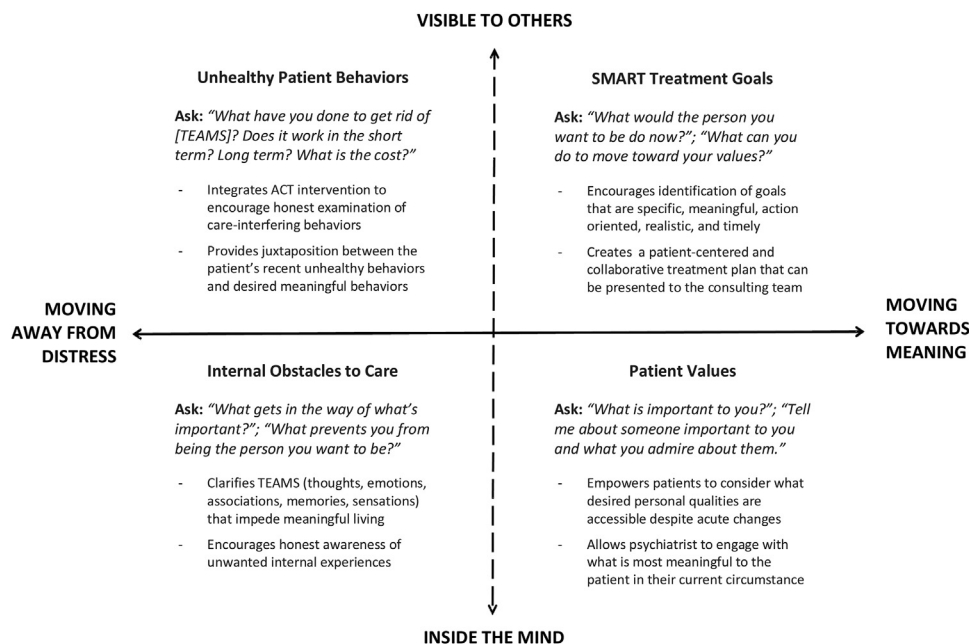 VISIBLE TO OTHERS
Unhealthy Patient Behaviors
Ask: “What have you done to get rid of
[TEAMS]? Does it work in the short
term? Long term? What is the cost?”
- Integrates ACT intervention to
encourage honest examination of
care-interfering behaviors
- Provides juxtaposition between the
patient’s recent unhealthy behaviors
and desired meaningful behaviors
SMART Treatment Goals
Ask: “What would the person you
want to be do now?”; “What can you
do to move toward your values?”
- Encourages identification of goals
that are specific, meaningful, action
oriented, realistic, and timely
- Creates a patient-centered and
collaborative treatment plan that can
be presented to the consulting team
MOVING
AWAY FROM
DISTRESS
MOVING
TOWARDS
MEANING
Internal Obstacles to Care
Ask: “What gets in the way of what’s
important?”; “What prevents you from
being the person you want to be?”
- Clarifies TEAMS (thoughts, emotions,
associations, memories, sensations)
that impede meaningful living
- Encourages honest awareness of
unwanted internal experiences
Patient Values
Ask: “What is important to you?”; “Tell
me about someone important to you
and what you admire about them.”
- Empowers patients to consider what
desired personal qualities are
accessible despite acute changes
- Allows psychiatrist to engage with
what is most meaningful to the
patient in their current circumstance
INSIDE THE MIND